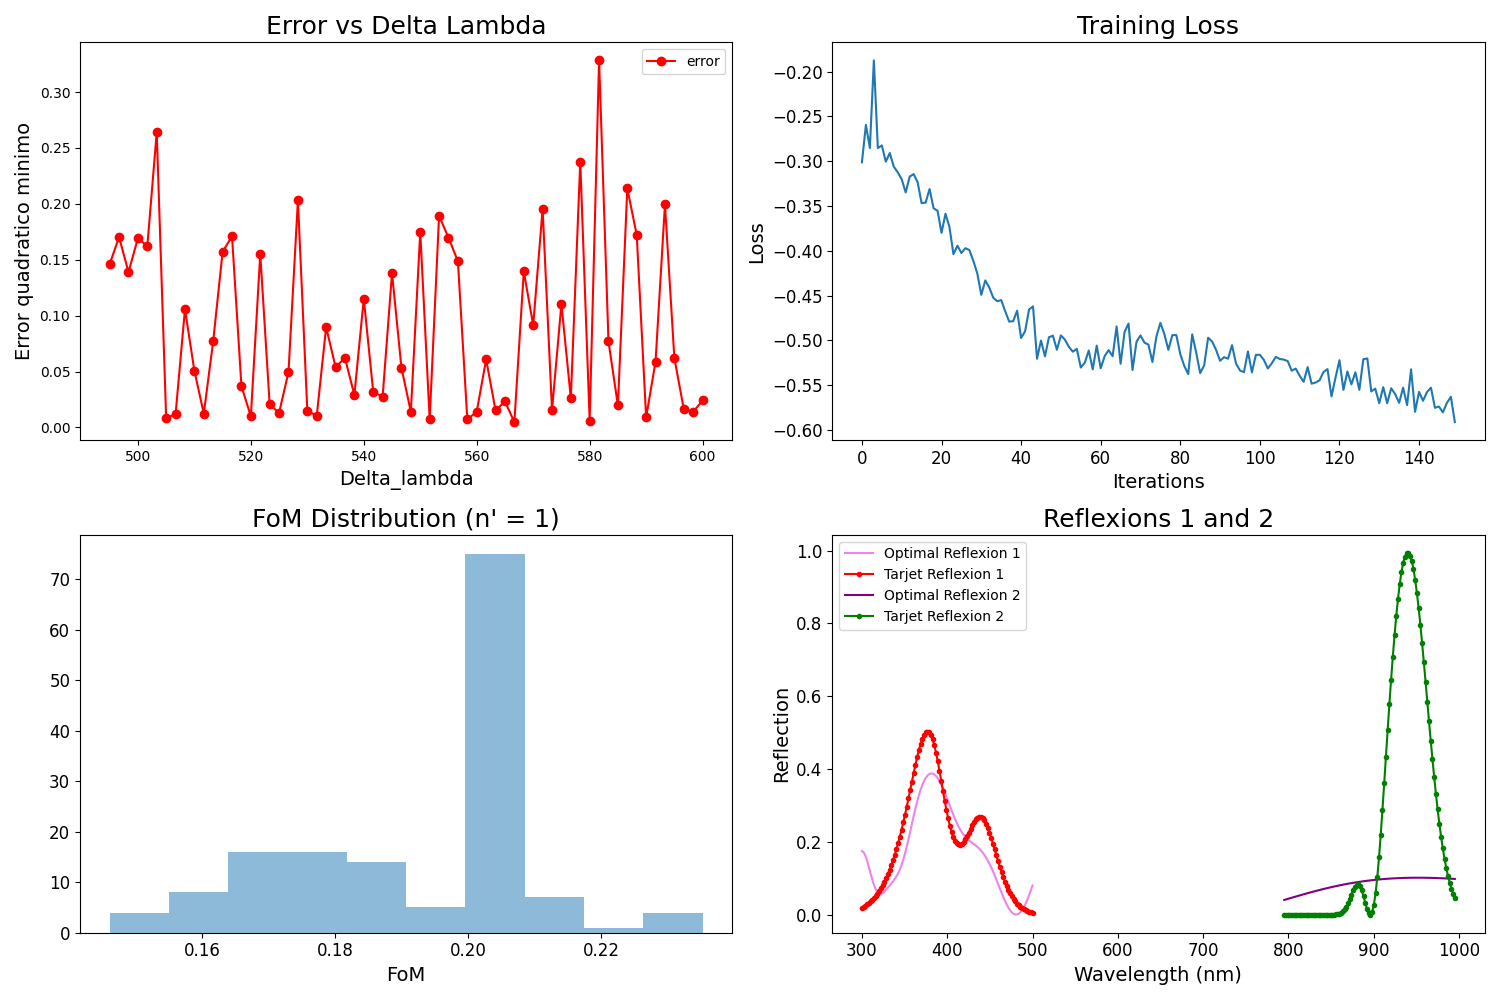 Error vs Delta Lambda
error
Error quadratico minimo
0.30
0.25
0.20
0.15
0.10
0.05
0.00
500 520 540 560 580 600
Delta_lambda
Training Loss
Loss
−0.20
−0.25
−0.30
−0.35
−0.40
−0.45
−0.50
−0.55
−0.60
0 20 40 60 80 100 120 140
Iterations
FoM Distribution (n' = 1)
70
60
50
40
30
20
10
0
0.16 0.18 0.20 0.22
FoM
Reflexions 1 and 2
Optimal Reflexion 1
Tarjet Reflexion 1
Optimal Reflexion 2
Tarjet Reflexion 2
Reflection
1.0
0.8
0.6
0.4
0.2
0.0
300 400 500 600 700 800 900 1000
Wavelength (nm)